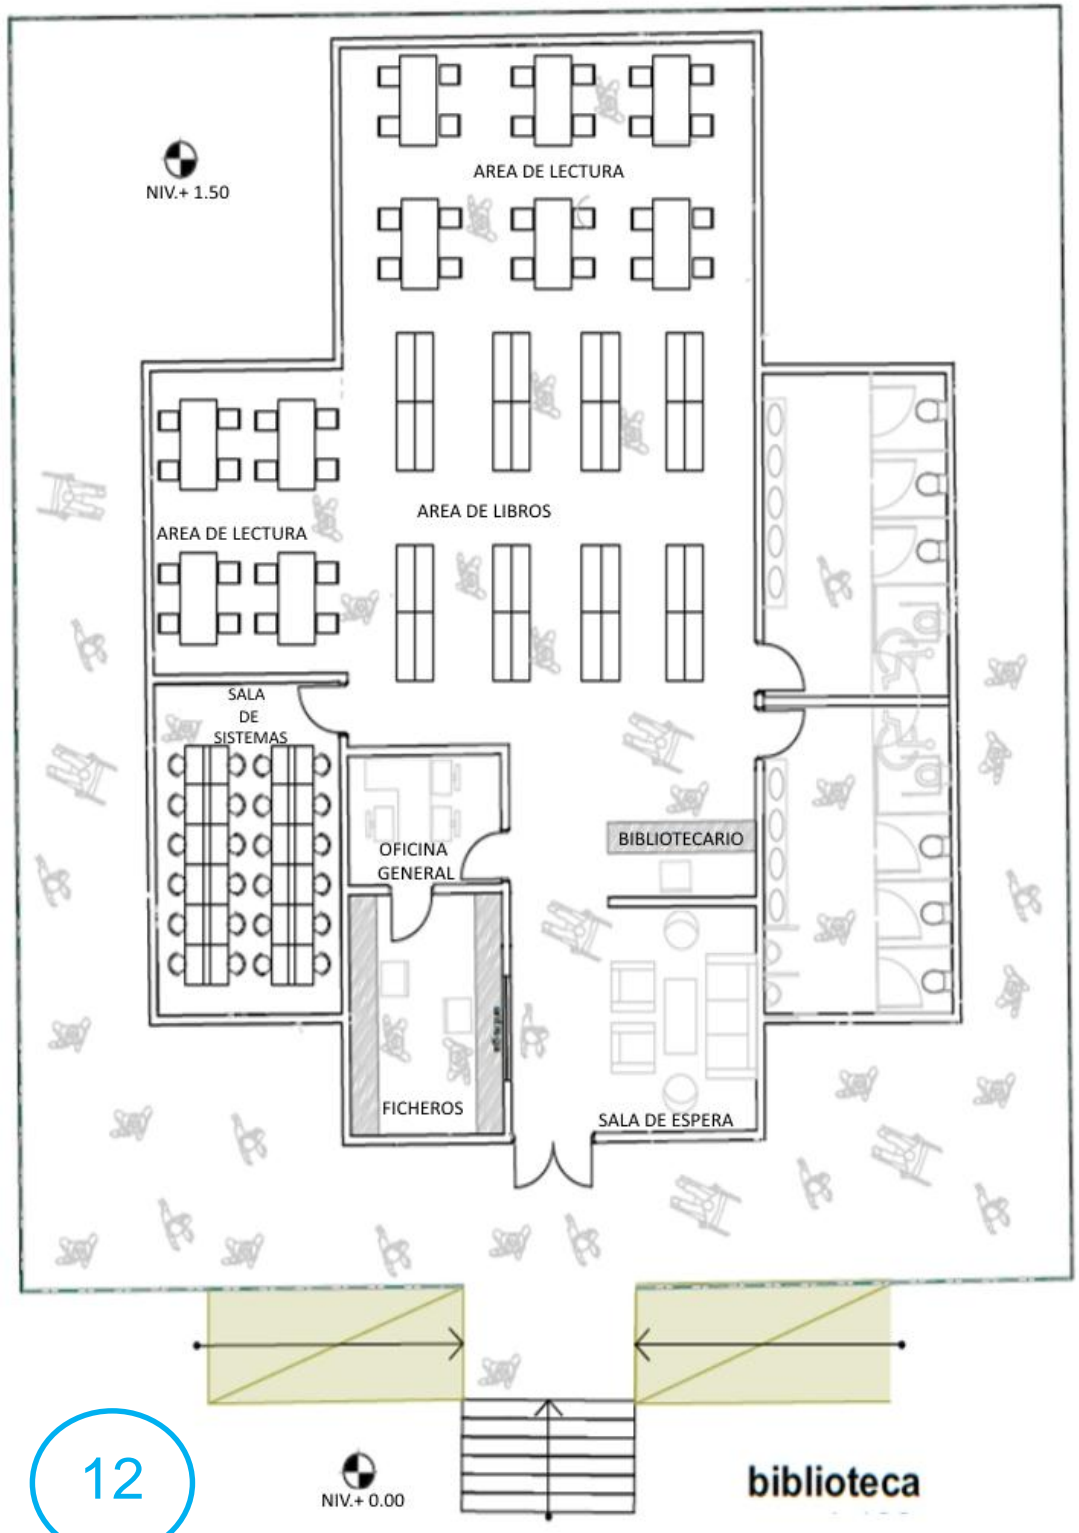 AREA DE LECTURA
NIV.+ 1.50
AREA DE LIBROS
AREA DE LECTURA
SALA
DE
SISTEMAS
BIBLIOTECARIO
OFICINA
GENERAL
FICHEROS
SALA DE ESPERA
12
NIV.+ 0.00
biblioteca